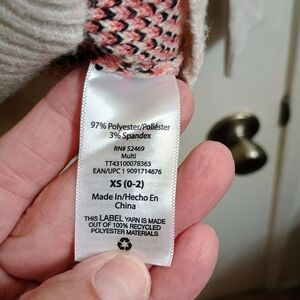 97% Polyester/Poliéster
3% Spandex
RN# 52469
Multi
TT43100078363
EAN/UPC 1 9091714676
XS (0-2)
Made in/Hecho En
China
THIS LABEL YARN IS MADE
OUT OF 100% RECYCLED
POLYESTER MATERIALS